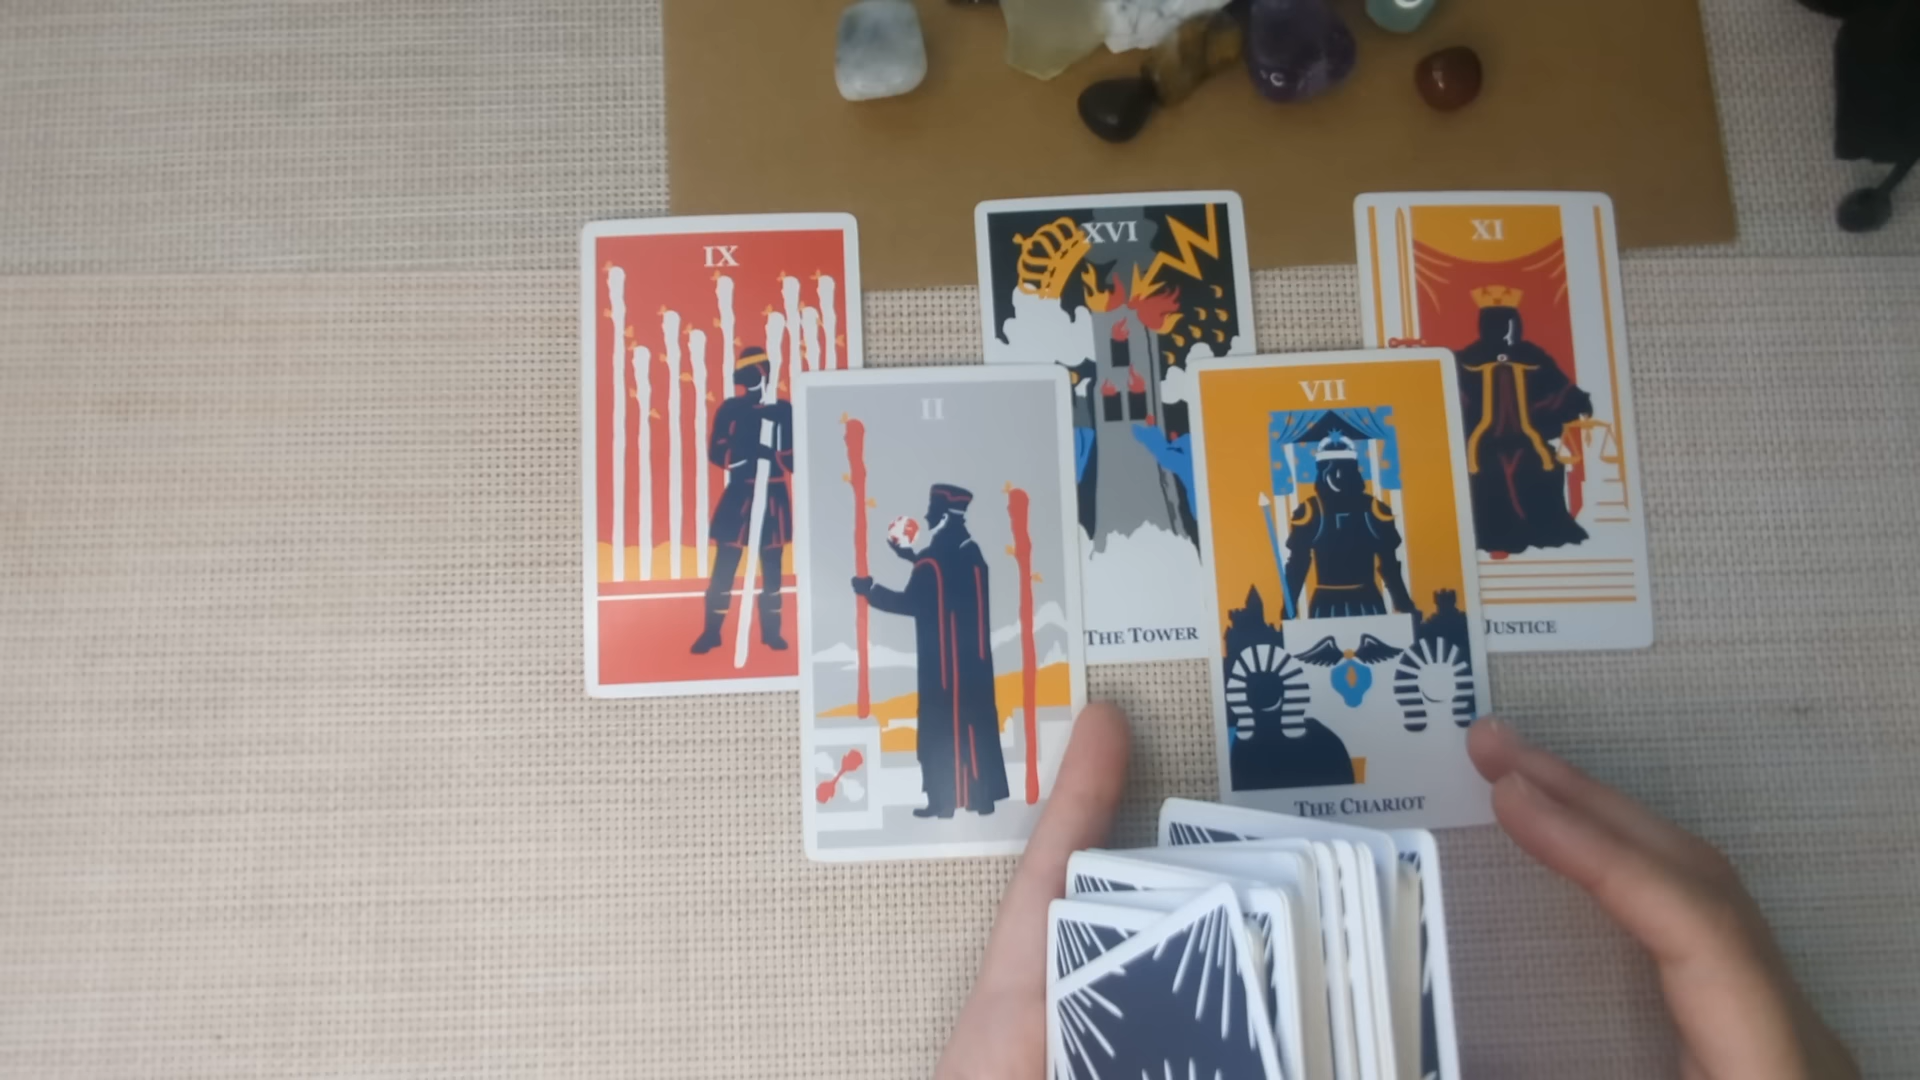 IX
XVI
XI
II
VII
THE TOWER
JUSTICE
THE CHARIOT